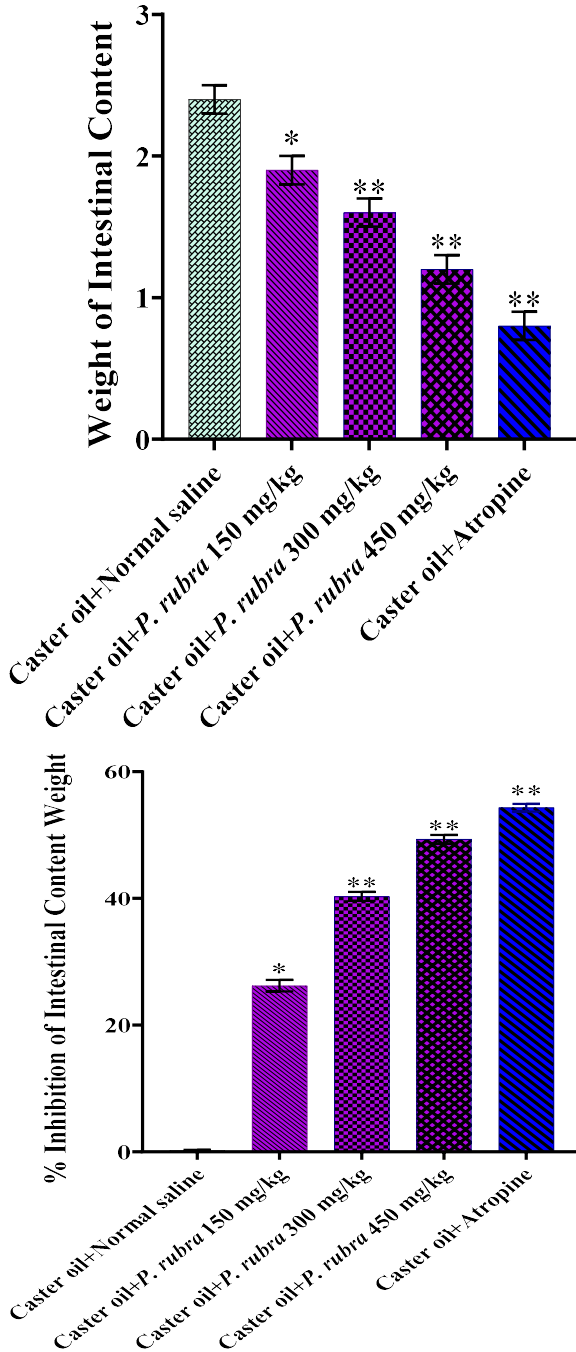 Weight of Intestinal Content
3
2
1
0
*
**
**
**
Caster oil+Normal saline
Caster oil+P. rubra 150 mg/kg
Caster oil+P. rubra 300 mg/kg
Caster oil+P. rubra 450 mg/kg
Caster oil+Atropine
% Inhibition of Intestinal Content Weight
60
40
20
0
*
**
**
**
Caster oil+Normal saline
Caster oil+P. rubra 150 mg/kg
Caster oil+P. rubra 300 mg/kg
Caster oil+P. rubra 450 mg/kg
Caster oil+Atropine